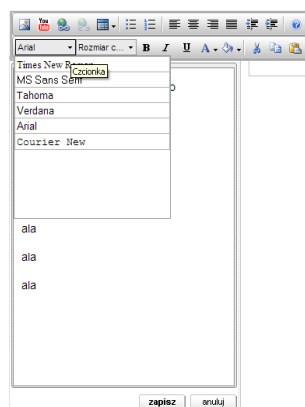 Arial Rozmiar c... B I U A
Times New Roman
Czcionka
MS Sans Serif
Tahoma
Verdana
Arial
Courier New
ala
ala
ala
zapisz anuluj